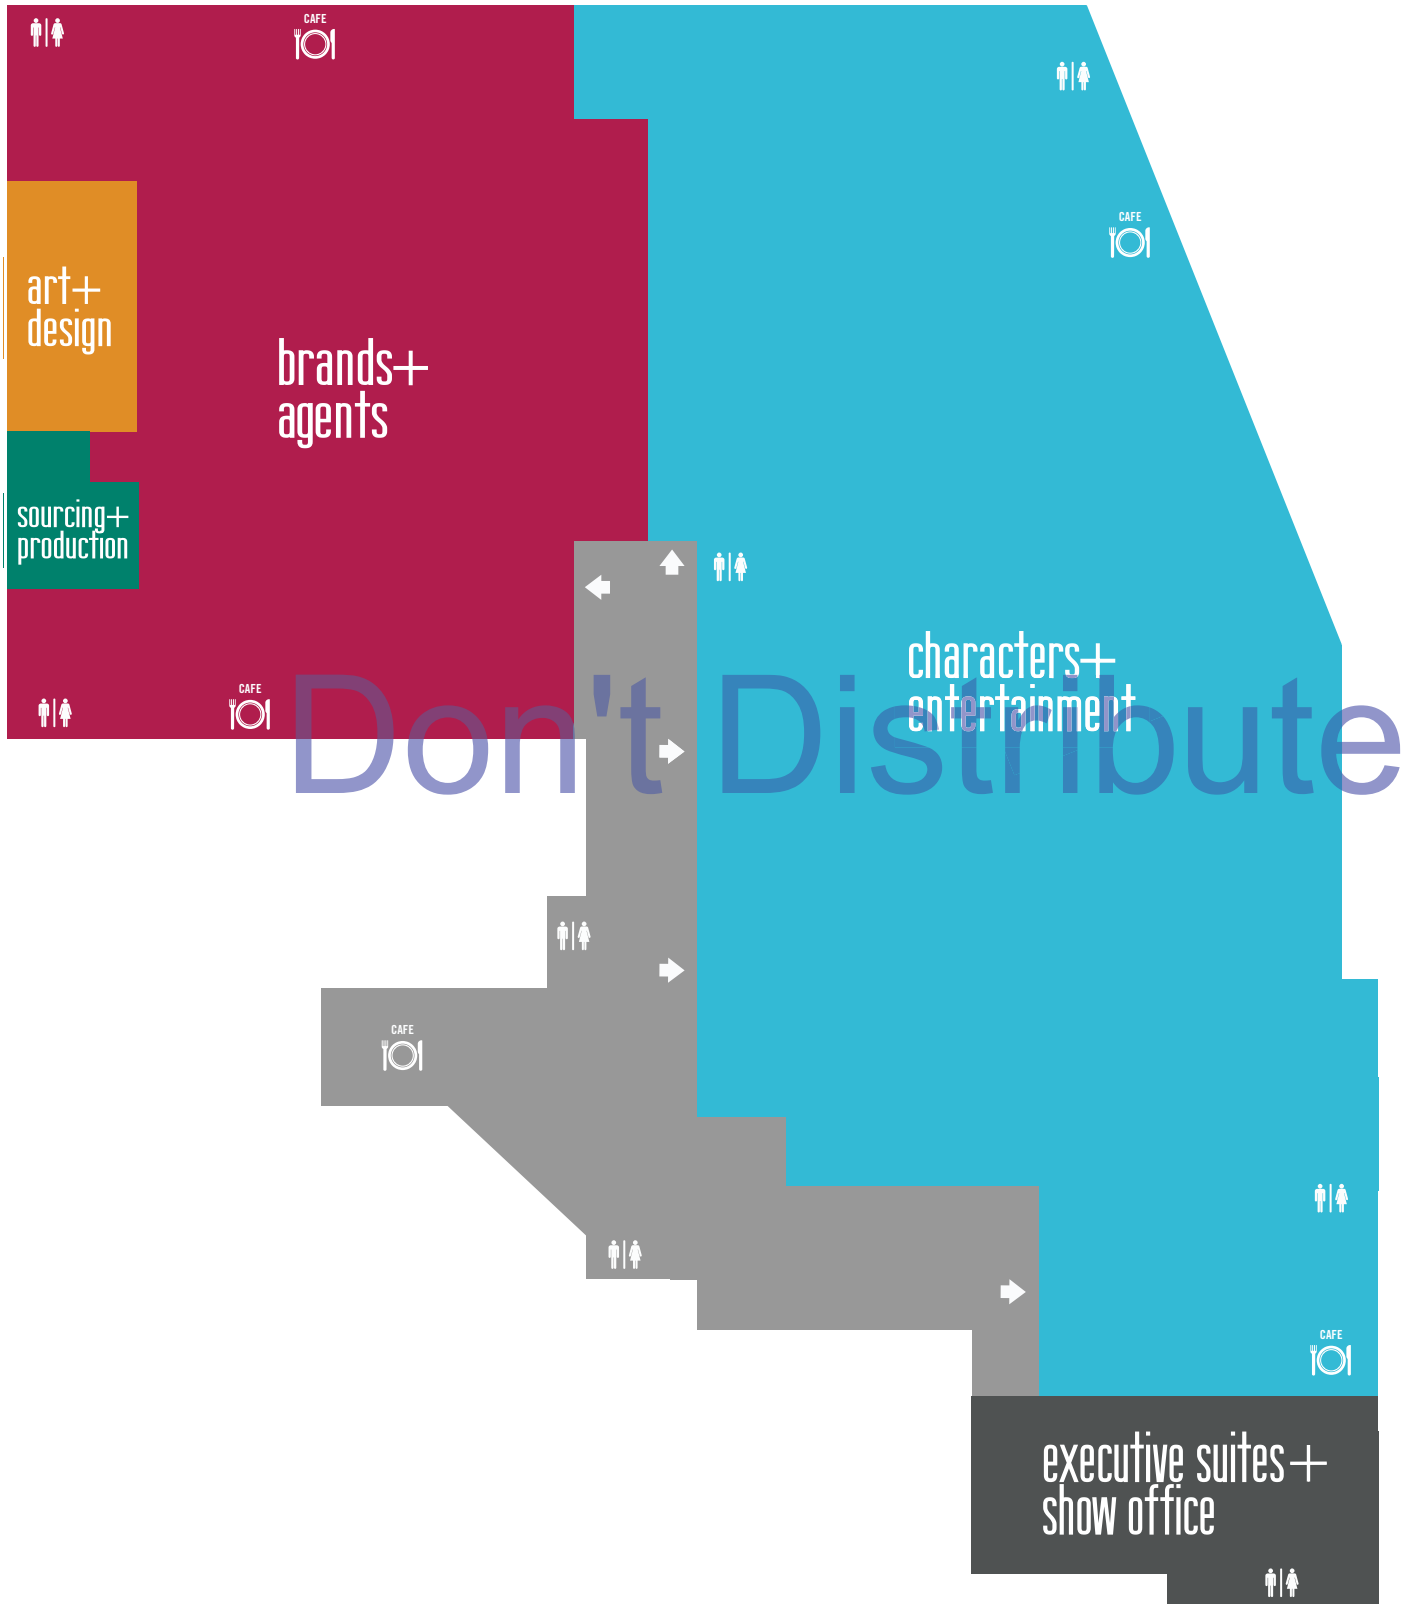 CAFE
CAFE
art+
design
brands+
agents
sourcing+
production
characters+
entertainment
CAFE
Don't Distribute
CAFE
CAFE
executive suites+
show office